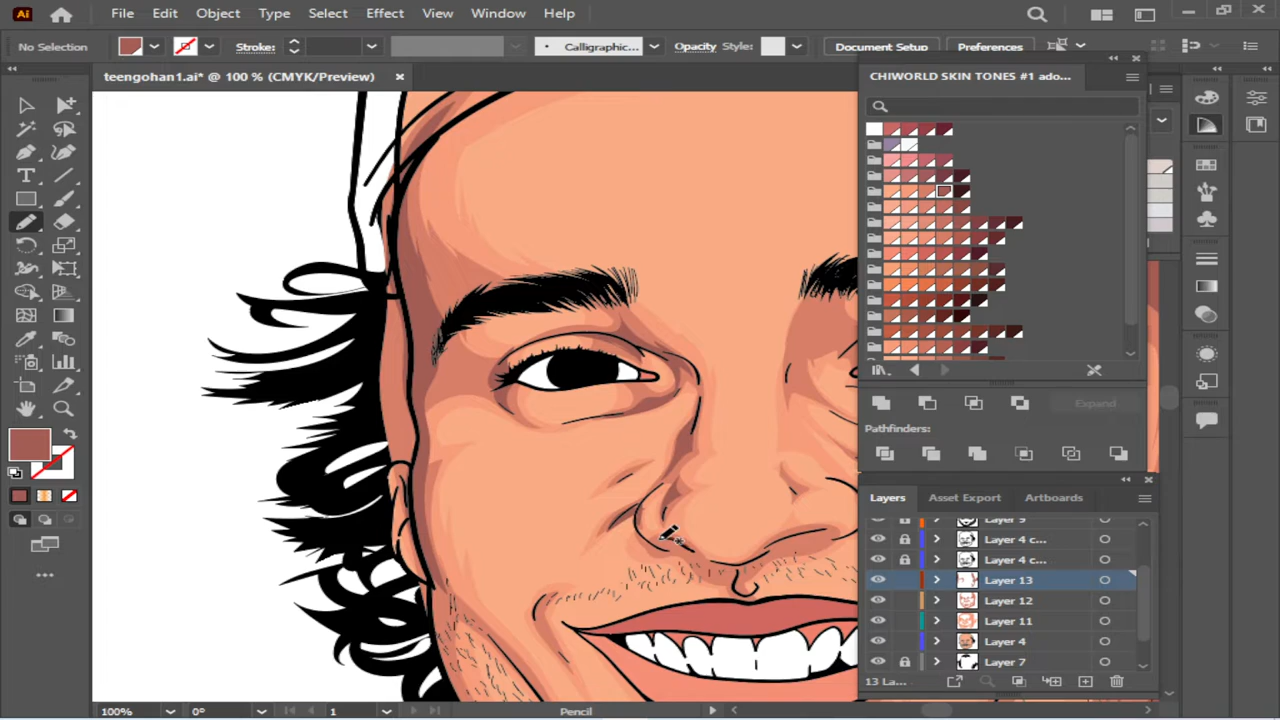 Ai File Edit Object Type Select Effect View Window Help
No Selection Stroke: Calligraphic... Opacity Style: Document Setup Preferences
teengohan1.ai* @ 100 % (CMYK/Preview)
CHIWORLD SKIN TONES #1 ado...
Expand
Pathfinders:
Layers Asset Export Artboards
Layer 9
Layer 4 c...
Layer 4 c...
Layer 13
Layer 12
Layer 11
Layer 4
Layer 7
13 La...
100% 0° 1 Pencil